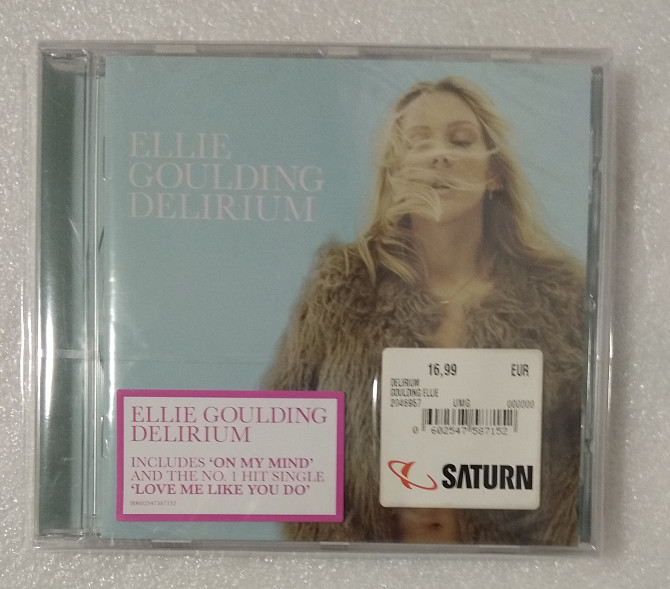 ELLIE
GOULDING
DELIRIUM
ELLIE GOULDING
DELIRIUM
INCLUDES ‘ON MY MIND’
AND THE NO. 1 HIT SINGLE
‘LOVE ME LIKE YOU DO’
16,99 EUR
DELIRIUM
GOULDING ELLIE
2046957 UMG 000000
0 602547 587152
SATURN